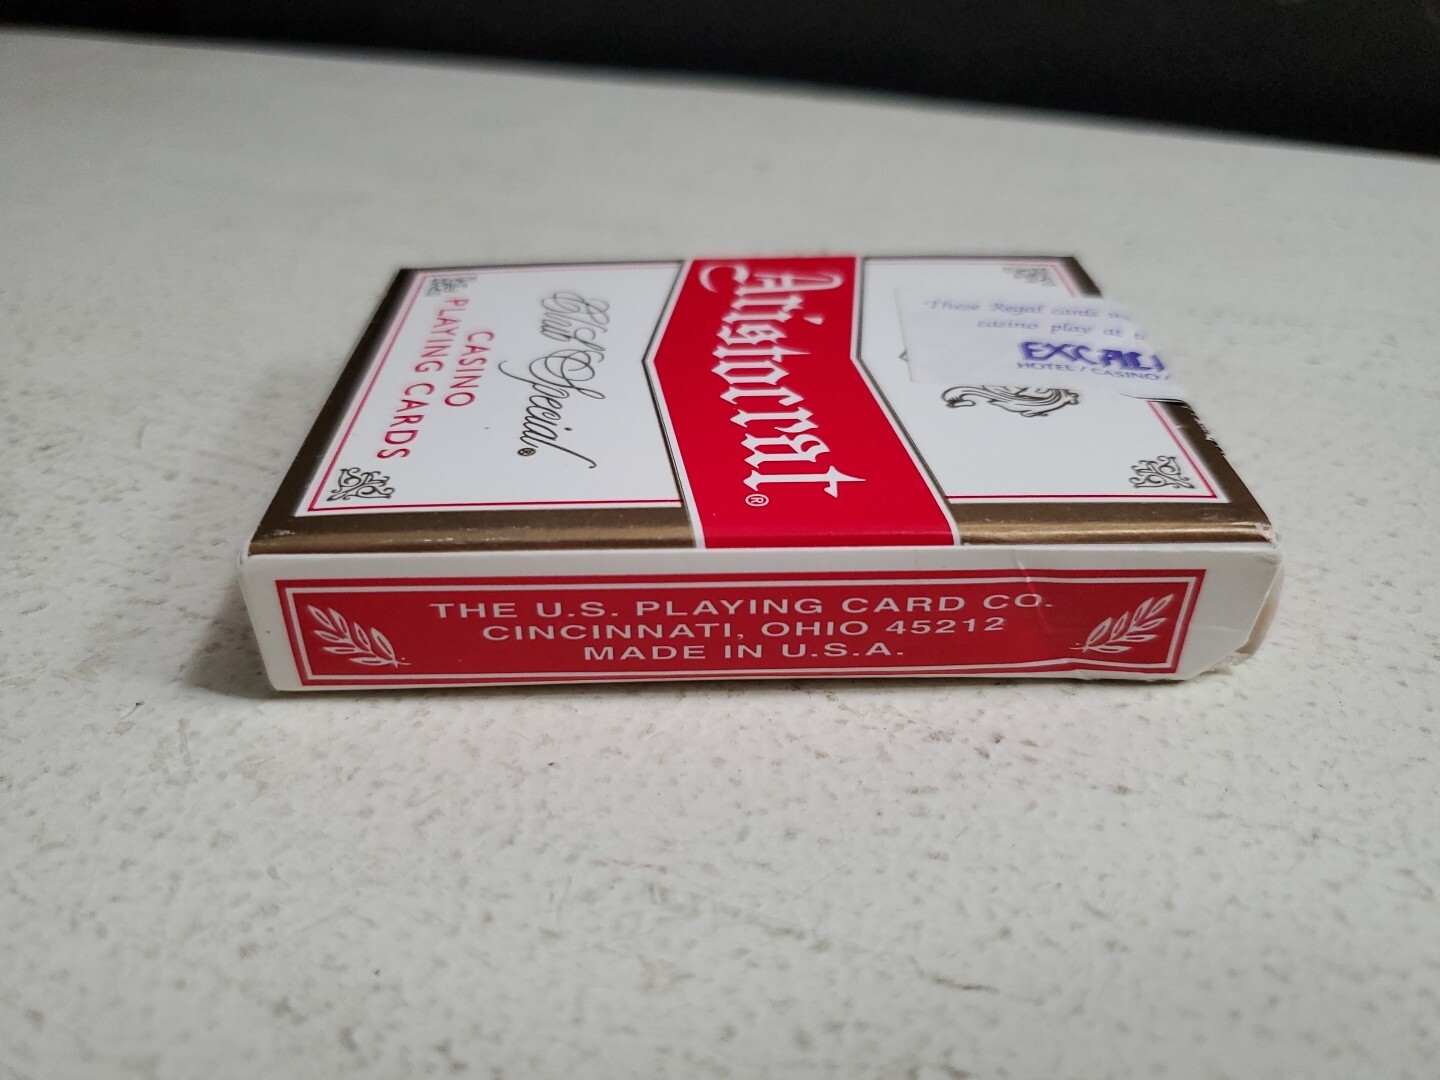 Aristocrat®
Club Special®
CASINO
PLAYING CARDS
These Regal cards
casino play at
EXCALI
HOTEL / CASINO /
THE U.S. PLAYING CARD CO.
CINCINNATI, OHIO 45212
MADE IN U.S.A.